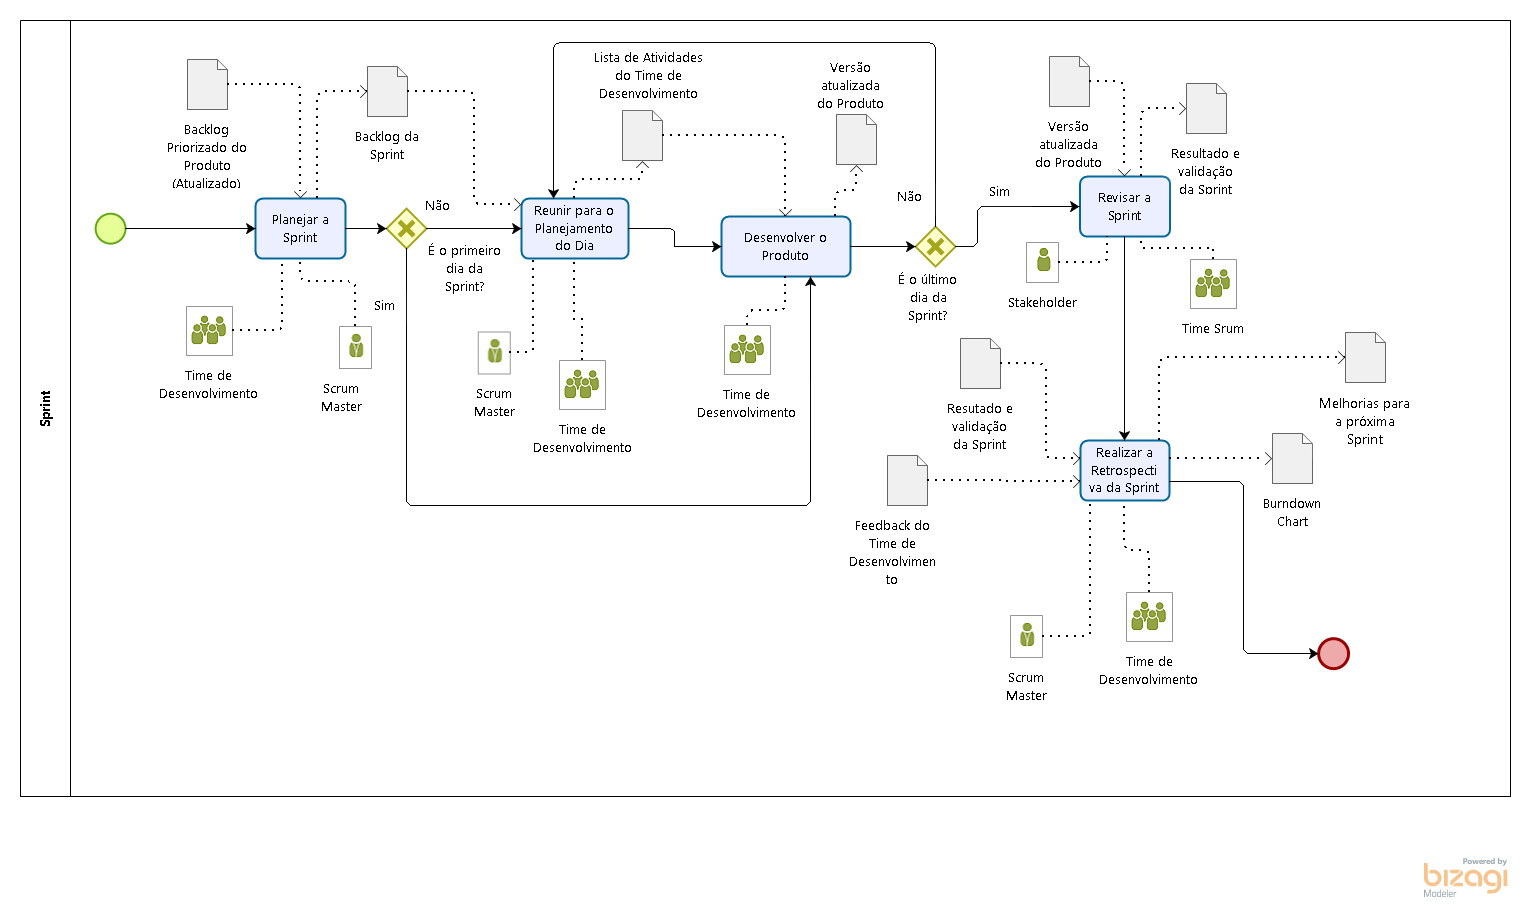 Sprint
Backlog
Priorizado do
Produto
(Atualizado)
Backlog da
Sprint
Lista de Atividades
do Time de
Desenvolvimento
Versão
atualizada
do Produto
Versão
atualizada
do Produto
Resultado e
validação
da Sprint
Planejar a
Sprint
Não
É o primeiro
dia da
Sprint?
Sim
Reunir para o
Planejamento
do Dia
Desenvolver o
Produto
Não
Sim
É o último
dia da
Sprint?
Revisar a
Sprint
Stakeholder
Time Srum
Time de
Desenvolvimento
Scrum
Master
Scrum
Master
Time de
Desenvolvimento
Time de
Desenvolvimento
Resutado e
validação
da Sprint
Melhorias para
a próxima
Sprint
Realizar a
Retrospecti
va da Sprint
Burndown
Chart
Feedback do
Time de
Desenvolvimen
to
Scrum
Master
Time de
Desenvolvimento
Powered by
bizagi
Modeler